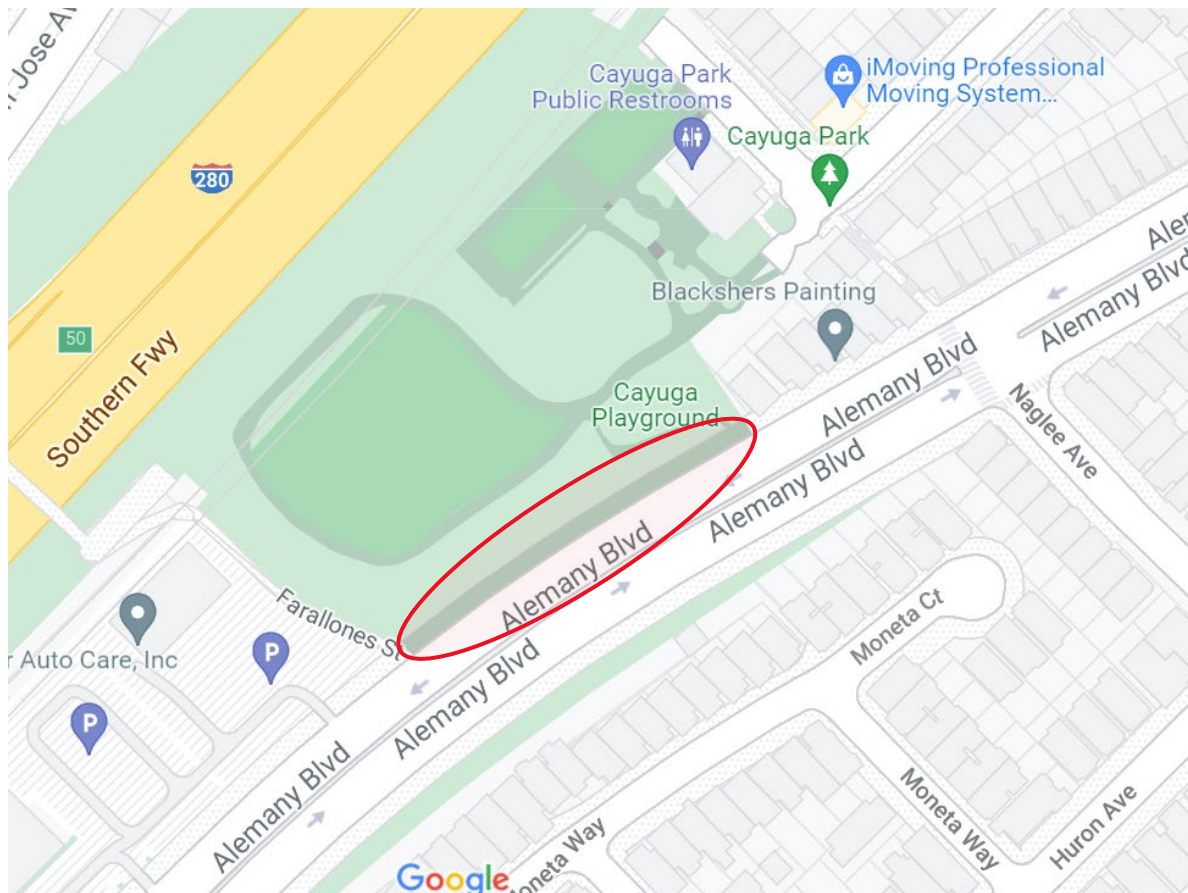 Jose Av
280
Cayuga Park
Public Restrooms
iMoving Professional
Moving System...
Cayuga Park
Blackshers Painting
50
Southern Fwy
Cayuga
Playground
Alemany Blvd
Alemany Blvd
Alemany Blvd
Alemany Blvd
Naglee Ave
Alemany Blvd
Farallones St
Moneta Ct
r Auto Care, Inc
P
P
Alemany Blvd
Alemany Blvd
Moneta Way
Moneta Way
Huron Ave
Google